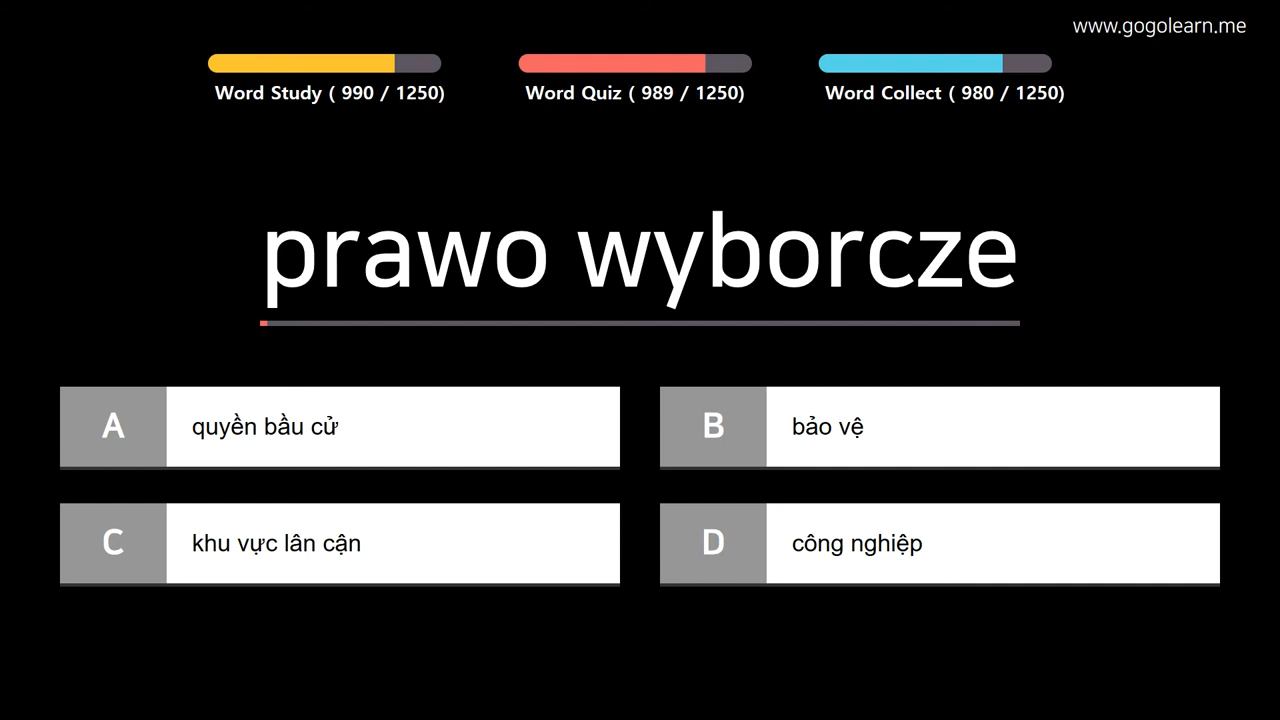 www.gogolearn.me
Word Study ( 990 / 1250)
Word Quiz ( 989 / 1250)
Word Collect ( 980 / 1250)
prawo wyborcze
A
quyền bầu cử
B
bảo vệ
C
khu vực lân cận
D
công nghiệp